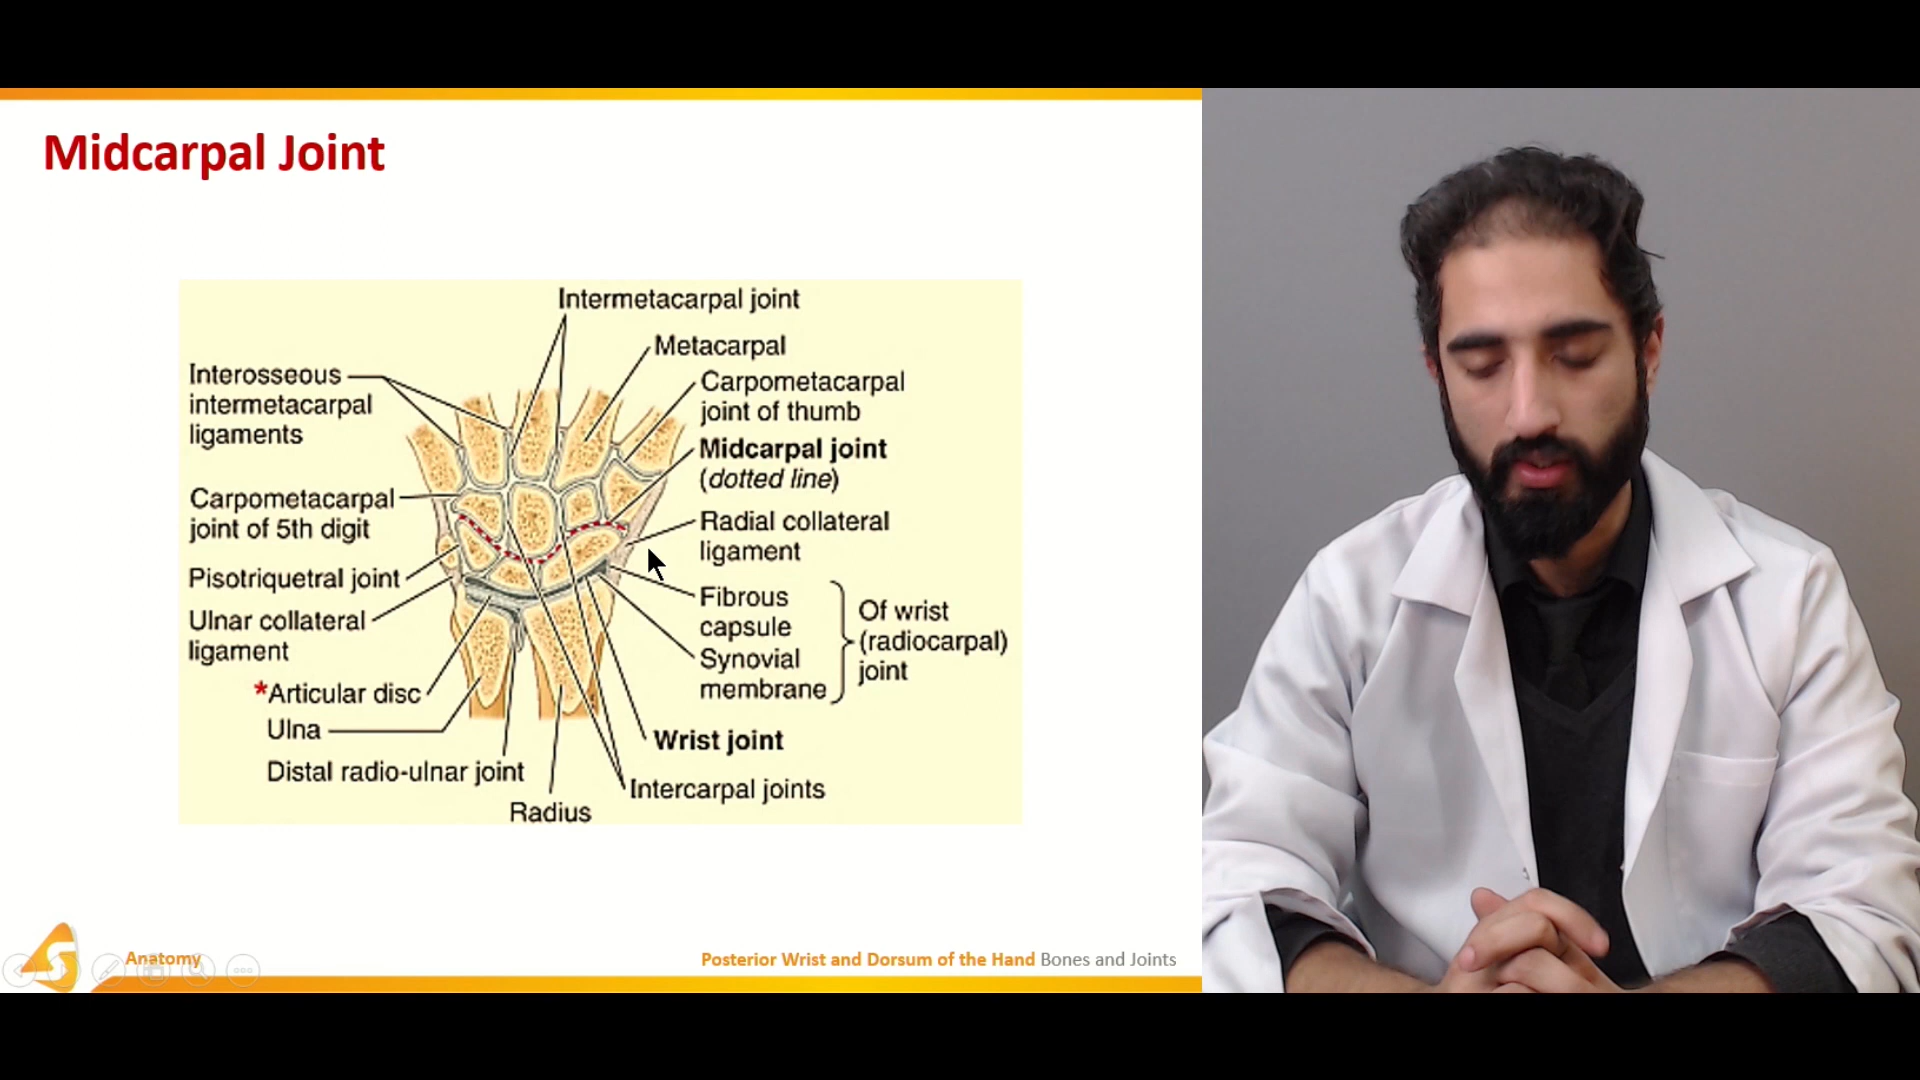 Midcarpal Joint
Intermetacarpal joint
Metacarpal
Interosseous
intermetacarpal
ligaments
Carpometacarpal
joint of thumb
Midcarpal joint
(dotted line)
Carpometacarpal
joint of 5th digit
Radial collateral
ligament
Pisotriquetral joint
Fibrous
capsule
Synovial
membrane
Of wrist
(radiocarpal)
joint
Ulnar collateral
ligament
*Articular disc
Ulna
Wrist joint
Distal radio-ulnar joint
Intercarpal joints
Radius
S
Anatomy
Posterior Wrist and Dorsum of the Hand Bones and Joints